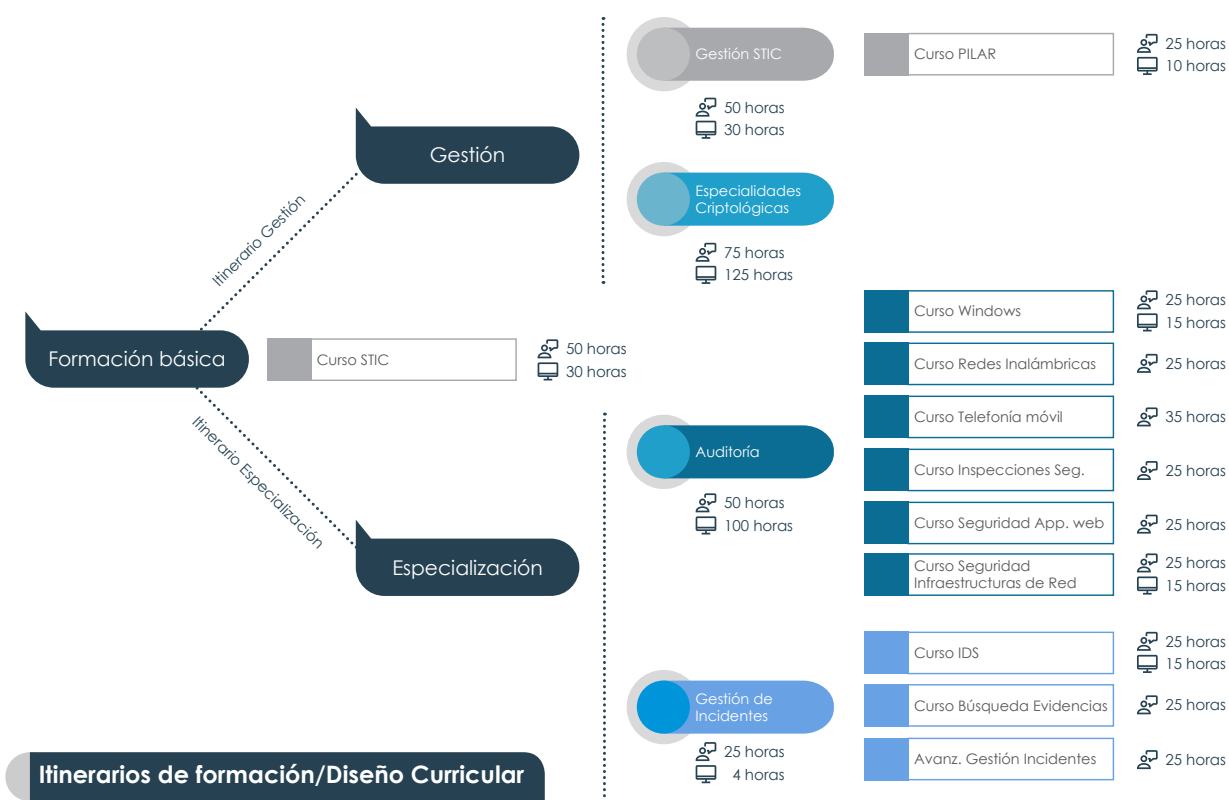 Gestión STIC
50 horas
30 horas
Curso PILAR
25 horas
10 horas
Gestión
Especialidades
Criptológicas
75 horas
125 horas
Itinerario Gestión
Formación básica
Curso STIC
50 horas
30 horas
Itinerario Especialización
Especialización
Auditoría
50 horas
100 horas
Curso Windows
25 horas
15 horas
Curso Redes Inalámbricas
25 horas
Curso Telefonía móvil
35 horas
Curso Inspecciones Seg.
25 horas
Curso Seguridad App. web
25 horas
Curso Seguridad
Infraestructuras de Red
25 horas
15 horas
Gestión de
Incidentes
25 horas
4 horas
Curso IDS
25 horas
15 horas
Curso Búsqueda Evidencias
25 horas
Avanz. Gestión Incidentes
25 horas
Itinerarios de formación/Diseño Curricular